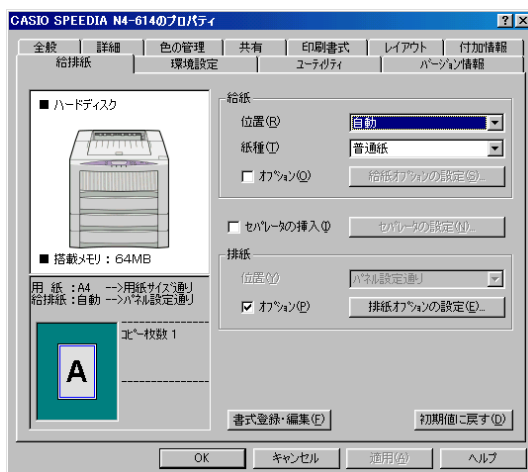 CASIO SPEEDIA N4-614のプロパティ
全般 詳細 色の管理 共有 印刷書式 レイアウト 付加情報
給排紙 環境設定 ユーティリティ バージョン情報
■ ハードディスク
■ 搭載メモリ : 64MB
用 紙 : A4 -->用紙サイズ通り
給排紙 : 自動 -->パネル設定通り
コピー枚数 1
A
給紙
位置(R) 自動
紙種(T) 普通紙
オプション(O) 給紙オプションの設定(S)...
セパレータの挿入(I) セパレータの設定(N)...
排紙
位置(Y) パネル設定通り
オプション(P) 排紙オプションの設定(E)...
書式登録・編集(F) 初期値に戻す(D)
OK キャンセル 適用(A) ヘルプ